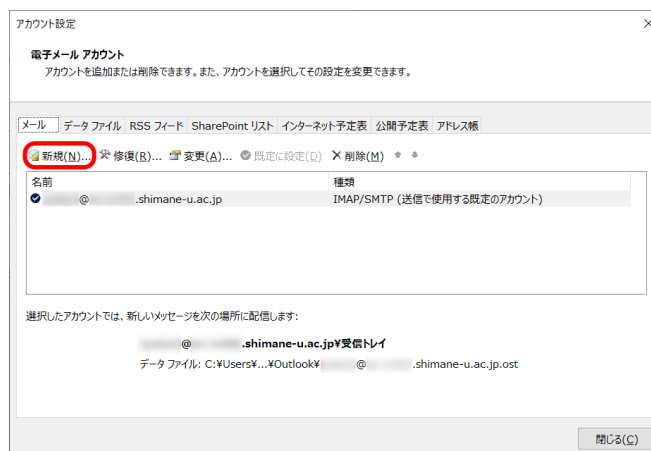 アカウント設定
電子メール アカウント
アカウントを追加または削除できます。また、アカウントを選択してその設定を変更できます。
メール データ ファイル RSS フィード SharePoint リスト インターネット予定表 公開予定表 アドレス帳
新規(N)... 修復(R)... 変更(A)... 既定に設定(D) 削除(M)
名前 種類
@ .shimane-u.ac.jp IMAP/SMTP (送信で使用する既定のアカウント)
選択したアカウントでは、新しいメッセージを次の場所に配信します:
@ .shimane-u.ac.jp¥受信トレイ
データ ファイル: C:¥Users¥...¥Outlook¥ @ .shimane-u.ac.jp.ost
閉じる(C)